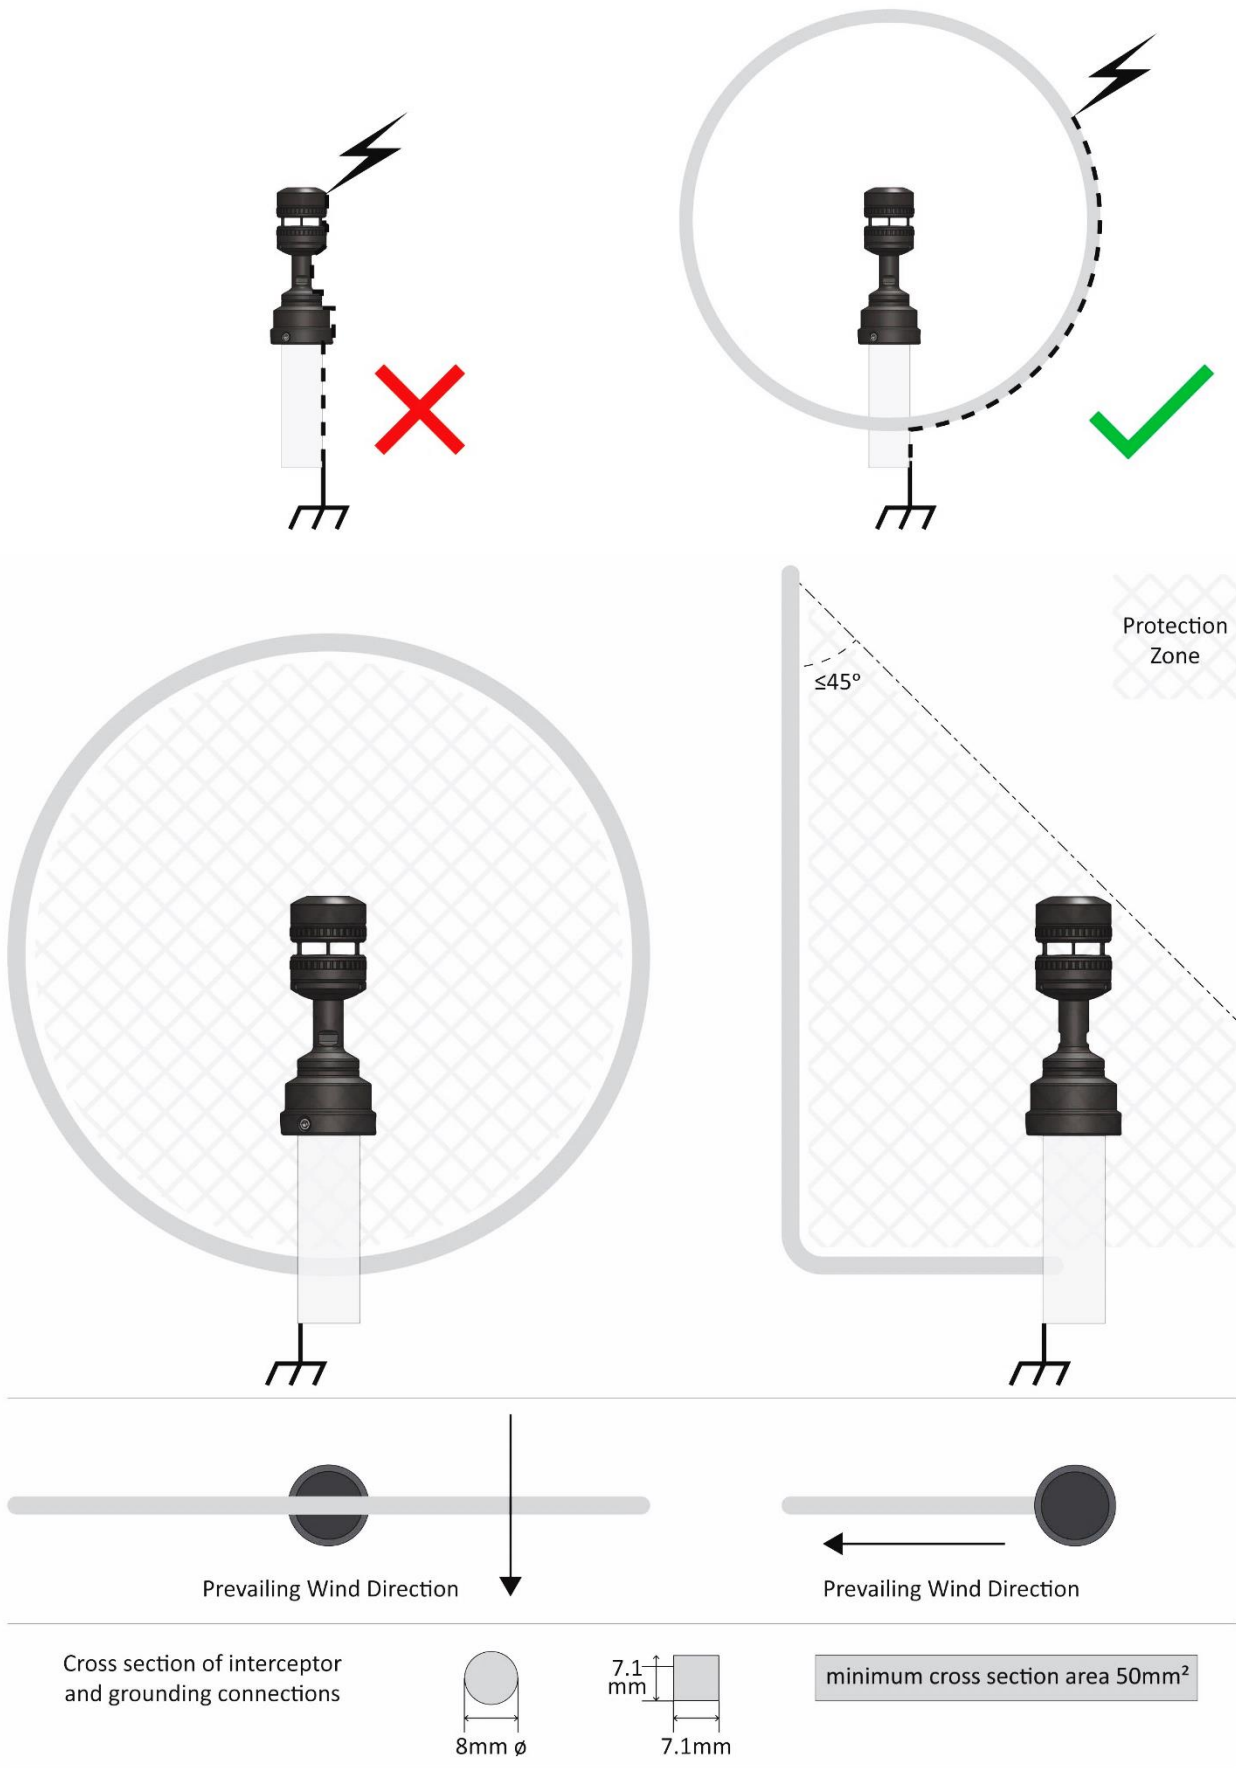 Protection
Zone
≤45°
Prevailing Wind Direction
Prevailing Wind Direction
Cross section of interceptor
and grounding connections
8mm ø
7.1
mm
7.1mm
minimum cross section area 50mm²